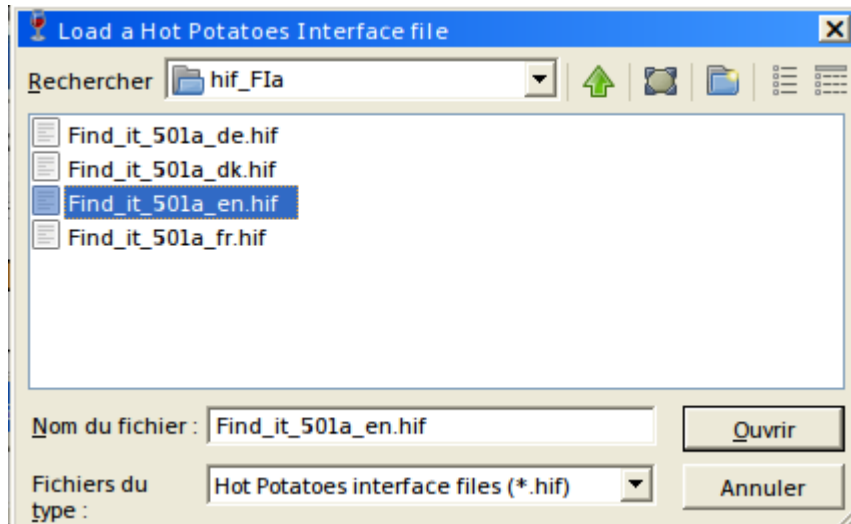 Load a Hot Potatoes Interface file
Rechercher hif_FIa
Find_it_501a_de.hif
Find_it_501a_dk.hif
Find_it_501a_en.hif
Find_it_501a_fr.hif
Nom du fichier : Find_it_501a_en.hif Ouvrir
Fichiers du type : Hot Potatoes interface files (*.hif) Annuler